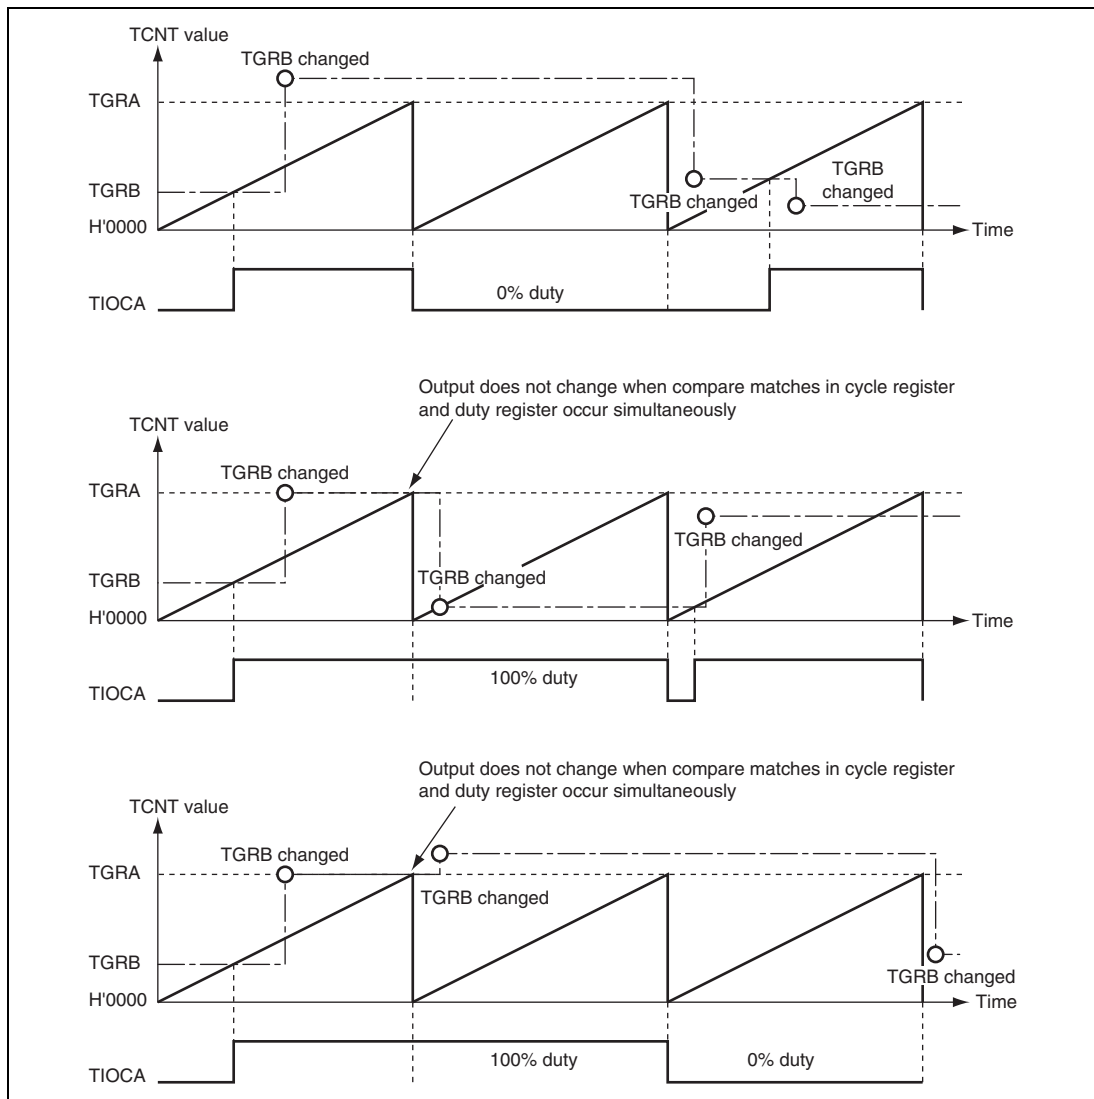 TCNT value
TGRB changed
TGRA
TGRB
changed
TGRB
TGRB changed
H'0000
Time
0% duty
TIOCA
Output does not change when compare matches in cycle register
and duty register occur simultaneously
TCNT value
TGRB changed
TGRA
TGRB changed
TGRB changed
TGRB
H'0000
Time
100% duty
TIOCA
Output does not change when compare matches in cycle register
and duty register occur simultaneously
TCNT value
TGRB changed
TGRA
TGRB changed
TGRB
TGRB changed
H'0000
Time
100% duty
0% duty
TIOCA